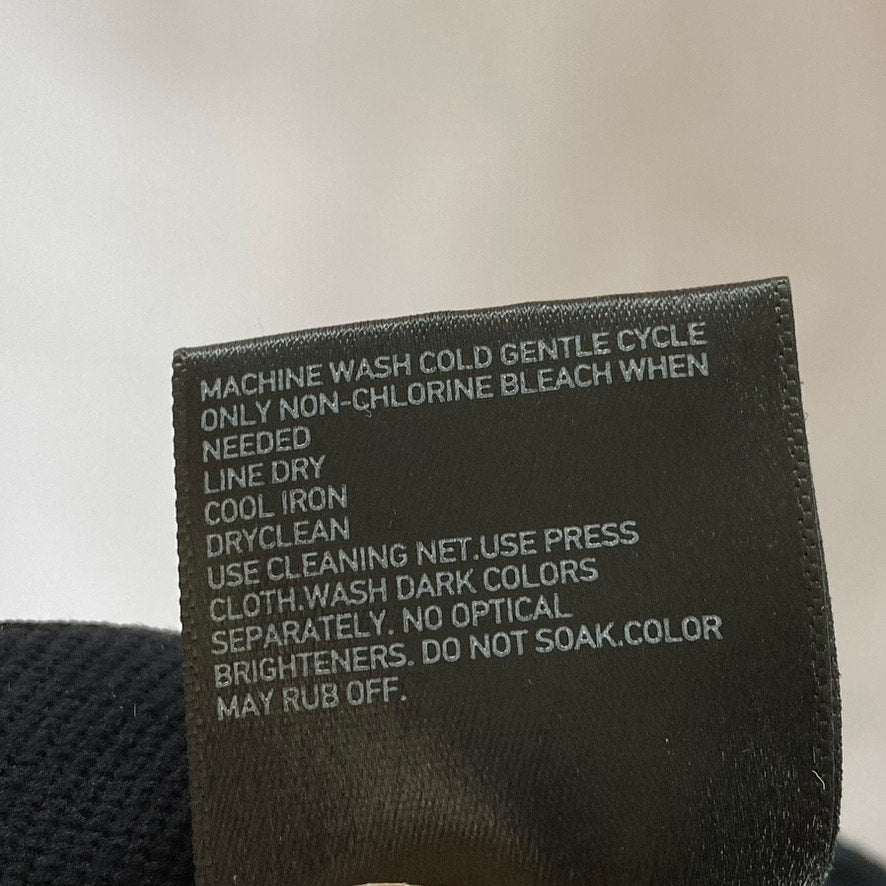 MACHINE WASH COLD GENTLE CYCLE
ONLY NON-CHLORINE BLEACH WHEN
NEEDED
LINE DRY
COOL IRON
DRYCLEAN
USE CLEANING NET.USE PRESS
CLOTH.WASH DARK COLORS
SEPARATELY. NO OPTICAL
BRIGHTENERS. DO NOT SOAK.COLOR
MAY RUB OFF.